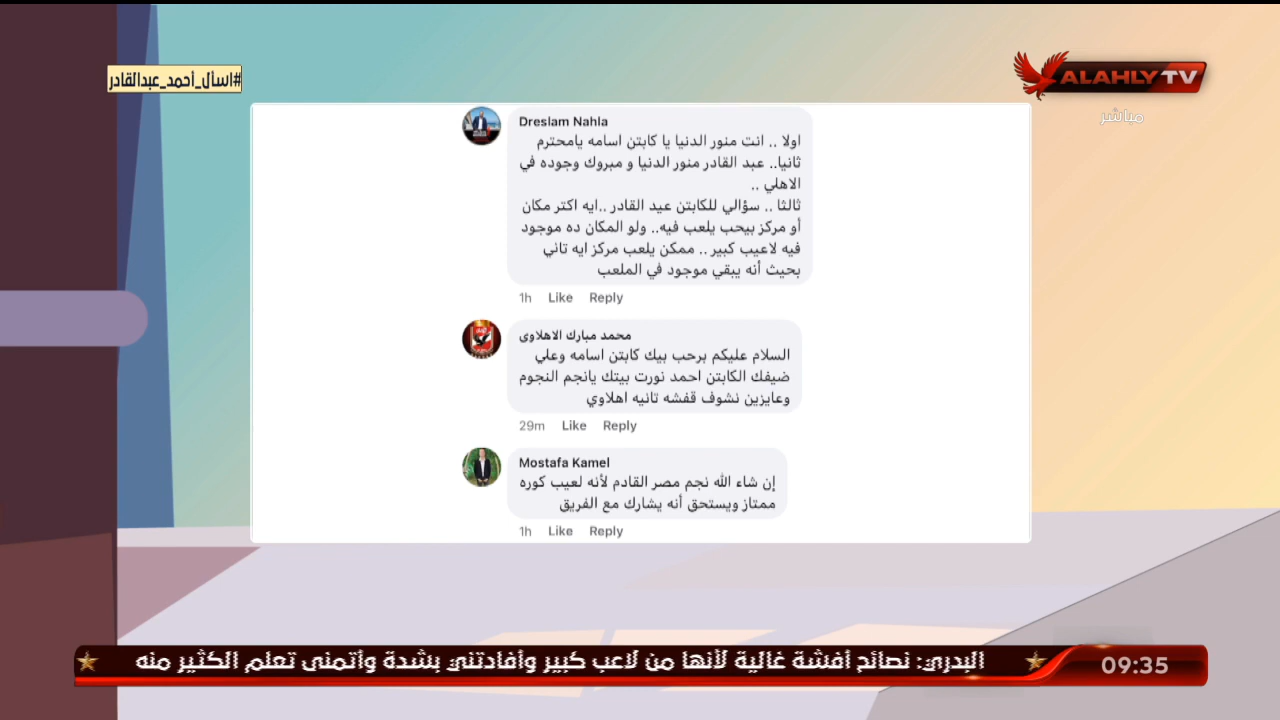 #اسأل_أحمد_عبدالقادر
ALAHLY TV
مباشر
Dreslam Nahla
اولا .. انت منور الدنيا يا كابتن اسامه يامحترم
ثانيا.. عبد القادر منور الدنيا و مبروك وجوده في
الاهلي ..
ثالثا .. سؤالي للكابتن عيد القادر ..ايه اكتر مكان
أو مركز بيحب يلعب فيه.. ولو المكان ده موجود
فيه لاعيب كبير .. ممكن يلعب مركز ايه تاني
بحيث أنه يبقي موجود في الملعب
1h Like Reply
محمد مبارك الاهلاوى
السلام عليكم برحب بيك كابتن اسامه وعلي
ضيفك الكابتن احمد نورت بيتك يانجم النجوم
وعايزين نشوف قفشه تانيه اهلاوي
29m Like Reply
Mostafa Kamel
إن شاء الله نجم مصر القادم لأنه لعيب كوره
ممتاز ويستحق أنه يشارك مع الفريق
1h Like Reply
البدري: نصائح أفشة غالية لأنها من لاعب كبير وأفادتني بشدة وأتمنى تعلم الكثير منه
09:35